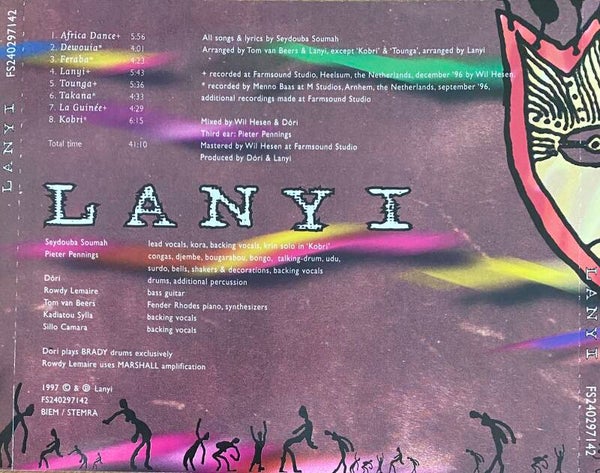 FS240297142
LANYI
1. Africa Dance+ 5:56
2. Dewouïa* 4:01
3. Feraba* 4:23
4. Lanyi+ 5:43
5. Tounga+ 5:36
6. Takana* 4:33
7. La Guinée+ 4:29
8. Kobri* 6:15
Total time 41:10
All songs & lyrics by Seydouba Soumah
Arranged by Tom van Beers & Lanyi, except 'Kobri' & 'Tounga', arranged by Lanyi
+ recorded at Farmsound Studio, Heelsum, the Netherlands, december '96 by Wil Hesen,
* recorded by Menno Baas at M Studios, Arnhem, the Netherlands, september '96,
additional recordings made at Farmsound Studio
Mixed by Wil Hesen & Dóri
Third ear: Pieter Pennings
Mastered by Wil Hesen at Farmsound Studio
Produced by Dóri & Lanyi
LANYI
Seydouba Soumah lead vocals, kora, backing vocals, krin solo in 'Kobri'
Pieter Pennings congas, djembe, bougarabou, bongo, talking-drum, udu,
surdo, bells, shakers & decorations, backing vocals
Dóri drums, additional percussion
Rowdy Lemaire bass guitar
Tom van Beers Fender Rhodes piano, synthesizers
Kadiatou Sylla backing vocals
Sillo Camara backing vocals
Dori plays BRADY drums exclusively
Rowdy Lemaire uses MARSHALL amplification
1997 © & ℗ Lanyi
FS240297142
BIEM / STEMRA
LANYI
FS240297142